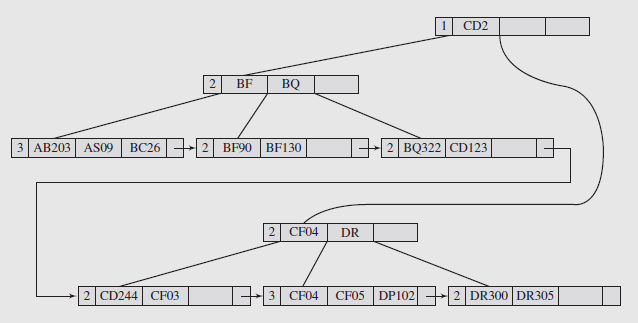 1 CD2
2 BF BQ
3 AB203 AS09 BC26 2 BF90 BF130 2 BQ322 CD123
2 CF04 DR
2 CD244 CF03 3 CF04 CF05 DP102 2 DR300 DR305